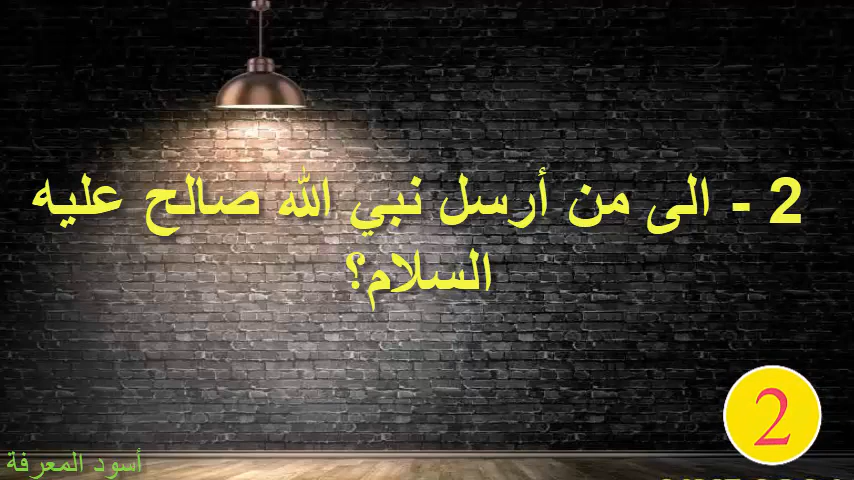 2 - الى من أرسل نبي الله صالح عليه
السلام؟
2
أسود المعرفة